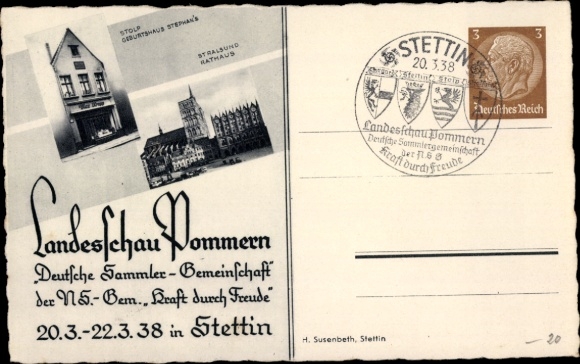 STOLP
GEBURTSHAUS STEPHAN'S
STRALSUND
RATHAUS
Landesschau Pommern
„Deutsche Sammler-Gemeinschaft"
der N.S.-Gem. „Kraft durch Freude"
20.3.-22.3.38 in Stettin
STETTIN
20.3.38
Stettin Stolp
Landesschau Pommern
Deutsche Sammlergemeinschaft
der N.S.G
Kraft durch Freude
3 3
Deutsches Reich
H. Susenbeth, Stettin
- 20